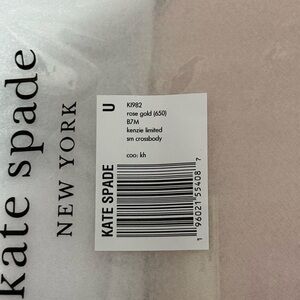 kate spade
NEW YORK
U
KATE SPADE
K1982
rose gold (650)
B7M
kenzie limited
sm crossbody
coo: kh
1 96021 55408 7